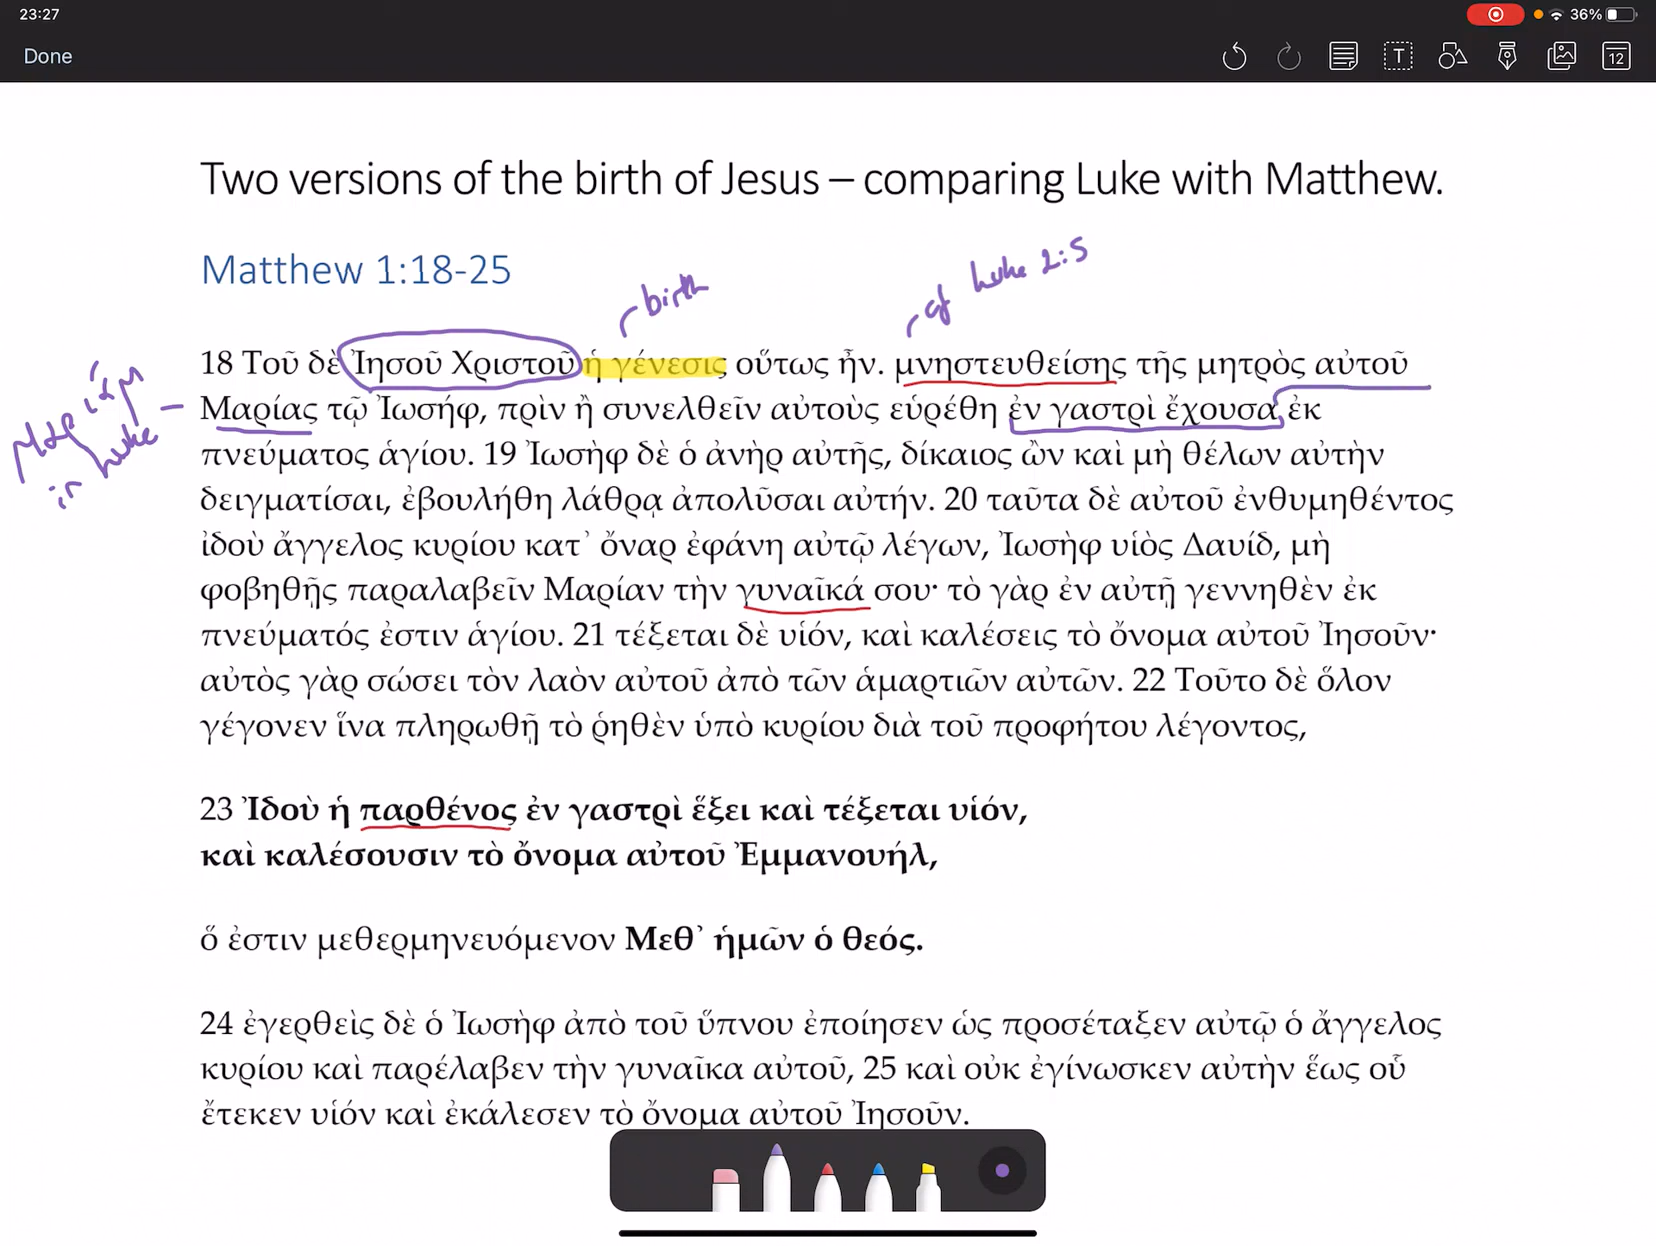 23:27
36%
Done
T
12
Two versions of the birth of Jesus – comparing Luke with Matthew.
Matthew 1:18-25
birth
cf Luke 2:5
18 Τοῦ δὲ Ἰησοῦ Χριστοῦ ἡ γένεσις οὕτως ἦν. μνηστευθείσης τῆς μητρὸς αὐτοῦ
Μαρίας τῷ Ἰωσήφ, πρὶν ἢ συνελθεῖν αὐτοὺς εὑρέθη ἐν γαστρὶ ἔχουσα ἐκ
πνεύματος ἁγίου. 19 Ἰωσὴφ δὲ ὁ ἀνὴρ αὐτῆς, δίκαιος ὢν καὶ μὴ θέλων αὐτὴν
δειγματίσαι, ἐβουλήθη λάθρᾳ ἀπολῦσαι αὐτήν. 20 ταῦτα δὲ αὐτοῦ ἐνθυμηθέντος
ἰδοὺ ἄγγελος κυρίου κατ᾽ ὄναρ ἐφάνη αὐτῷ λέγων, Ἰωσὴφ υἱὸς Δαυίδ, μὴ
φοβηθῇς παραλαβεῖν Μαρίαν τὴν γυναῖκά σου· τὸ γὰρ ἐν αὐτῇ γεννηθὲν ἐκ
πνεύματός ἐστιν ἁγίου. 21 τέξεται δὲ υἱόν, καὶ καλέσεις τὸ ὄνομα αὐτοῦ Ἰησοῦν·
αὐτὸς γὰρ σώσει τὸν λαὸν αὐτοῦ ἀπὸ τῶν ἁμαρτιῶν αὐτῶν. 22 Τοῦτο δὲ ὅλον
γέγονεν ἵνα πληρωθῇ τὸ ῥηθὲν ὑπὸ κυρίου διὰ τοῦ προφήτου λέγοντος,
Μαριάμ
in Luke
23 Ἰδοὺ ἡ παρθένος ἐν γαστρὶ ἕξει καὶ τέξεται υἱόν,
καὶ καλέσουσιν τὸ ὄνομα αὐτοῦ Ἐμμανουήλ,
ὅ ἐστιν μεθερμηνευόμενον Μεθ᾽ ἡμῶν ὁ θεός.
24 ἐγερθεὶς δὲ ὁ Ἰωσὴφ ἀπὸ τοῦ ὕπνου ἐποίησεν ὡς προσέταξεν αὐτῷ ὁ ἄγγελος
κυρίου καὶ παρέλαβεν τὴν γυναῖκα αὐτοῦ, 25 καὶ οὐκ ἐγίνωσκεν αὐτὴν ἕως οὗ
ἔτεκεν υἱόν καὶ ἐκάλεσεν τὸ ὄνομα αὐτοῦ Ἰησοῦν.